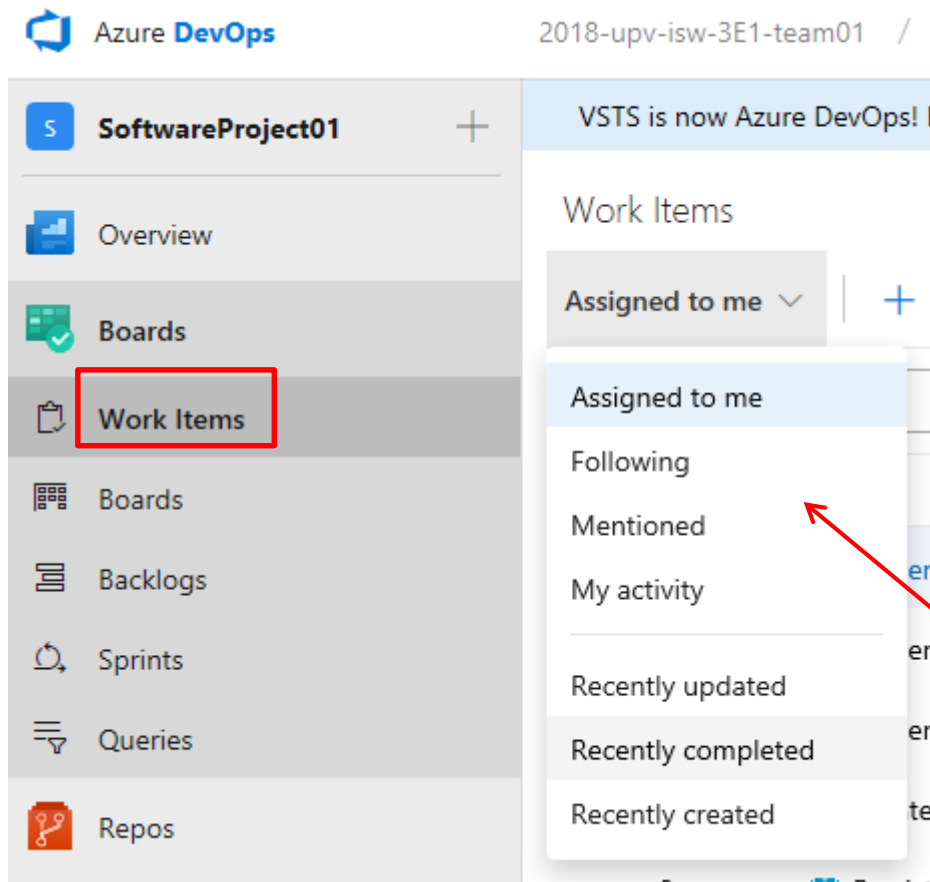 Azure DevOps
2018-upv-isw-3E1-team01 /
S
SoftwareProject01
VSTS is now Azure DevOps!
Overview
Work Items
Boards
Assigned to me
Work Items
Assigned to me
Following
Boards
Mentioned
Backlogs
My activity
Sprints
Recently updated
Queries
Recently completed
Repos
Recently created